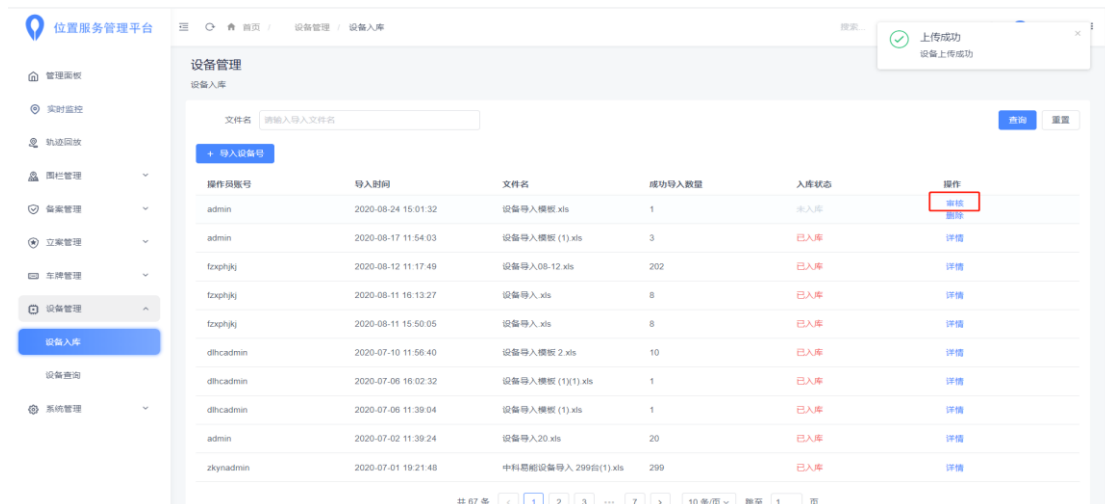 位置服务管理平台
首页 / 设备管理 / 设备入库
搜索...
上传成功
设备上传成功
管理面板
实时监控
轨迹回放
围栏管理
备案管理
立案管理
车牌管理
设备管理
设备入库
设备查询
系统管理
设备管理
设备入库
文件名 请输入导入文件名
查询 重置
+ 导入设备号
操作员账号 导入时间 文件名 成功导入数量 入库状态 操作
admin 2020-08-24 15:01:32 设备导入模板.xls 1 未入库 审核
删除
admin 2020-08-17 11:54:03 设备导入模板 (1).xls 3 已入库 详情
fzxphjkj 2020-08-12 11:17:49 设备导入08-12.xls 202 已入库 详情
fzxphjkj 2020-08-11 16:13:27 设备导入.xls 8 已入库 详情
fzxphjkj 2020-08-11 15:50:05 设备导入.xls 8 已入库 详情
dlhcadmin 2020-07-10 11:56:40 设备导入模板 2.xls 10 已入库 详情
dlhcadmin 2020-07-06 16:02:32 设备导入模板 (1)(1).xls 1 已入库 详情
dlhcadmin 2020-07-06 11:39:04 设备导入模板 (1).xls 1 已入库 详情
admin 2020-07-02 11:39:24 设备导入20.xls 20 已入库 详情
zkynadmin 2020-07-01 19:21:48 中科易能设备导入 299台(1).xls 299 已入库 详情
共 67 条 < 1 2 3 ··· 7 > 10 条/页 跳至 1 页